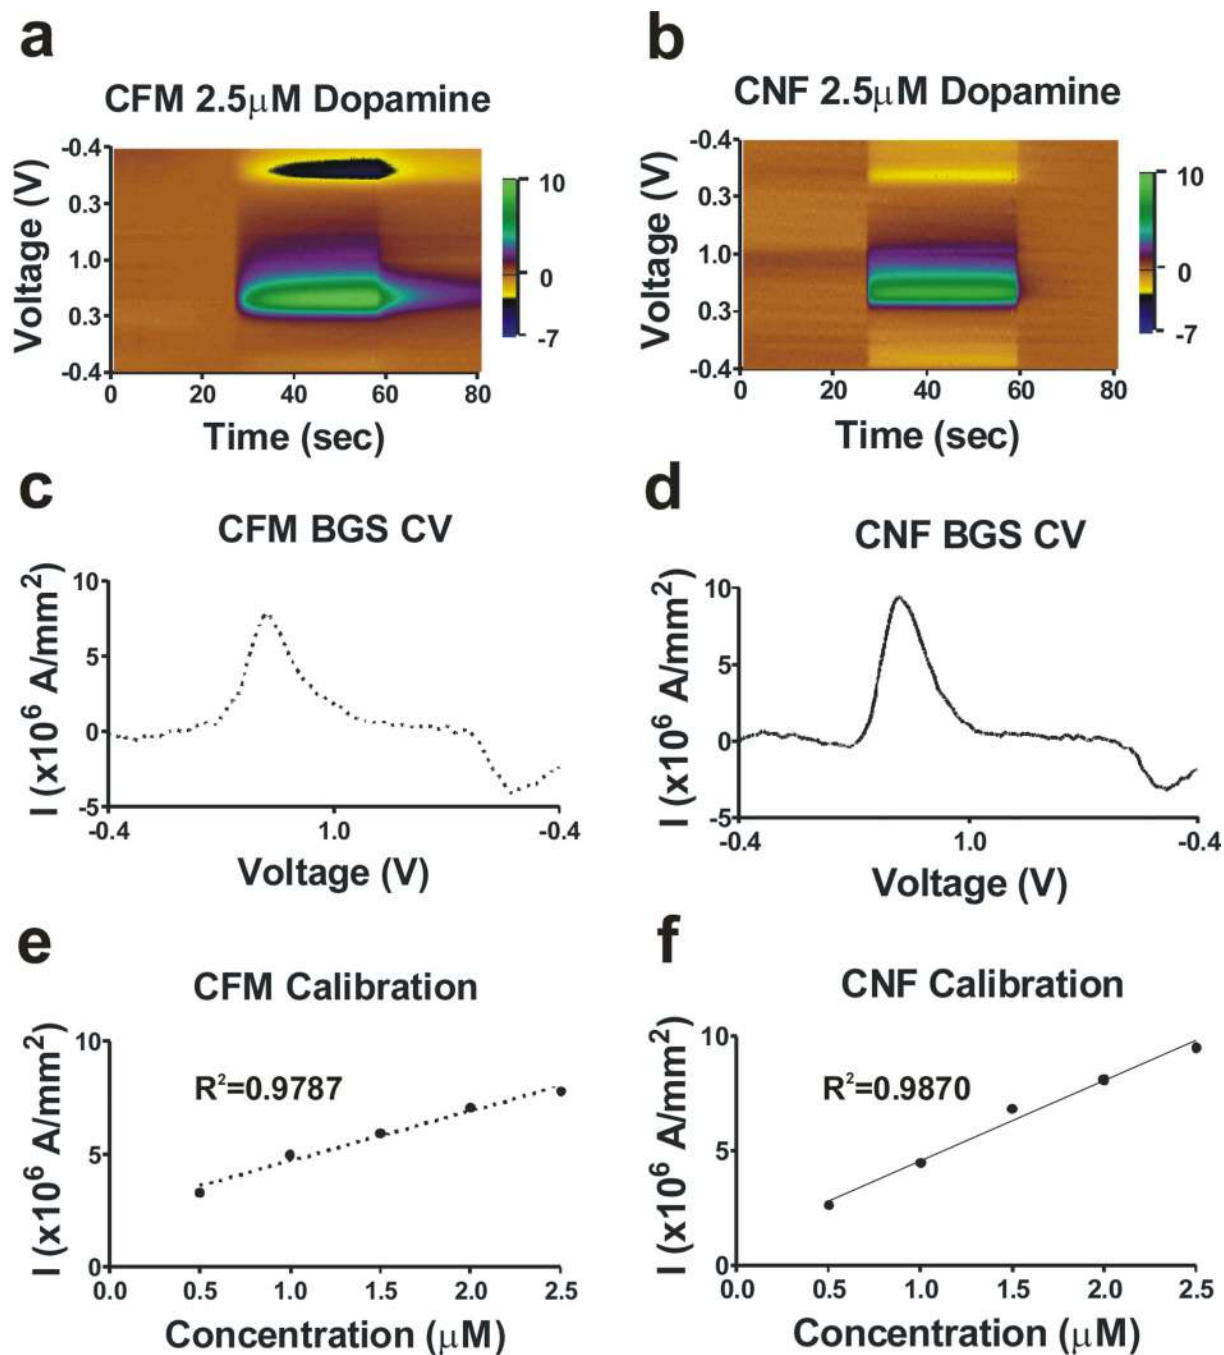 a
CFM 2.5μM Dopamine
Voltage (V)
-0.4
0.3
1.0
0.3
-0.4
0 20 40 60 80
Time (sec)
10
0
-7
b
CNF 2.5μM Dopamine
Voltage (V)
-0.4
0.3
1.0
0.3
-0.4
0 20 40 60 80
Time (sec)
10
0
-7
c
CFM BGS CV
I (x10⁶ A/mm²)
10
5
0
-5
-0.4 1.0 -0.4
Voltage (V)
d
CNF BGS CV
I (x10⁶ A/mm²)
10
5
0
-5
-0.4 1.0 -0.4
Voltage (V)
e
CFM Calibration
I (x10⁶ A/mm²)
10
5
0
R²=0.9787
0.0 0.5 1.0 1.5 2.0 2.5
Concentration (μM)
f
CNF Calibration
I (x10⁶ A/mm²)
10
5
0
R²=0.9870
0.0 0.5 1.0 1.5 2.0 2.5
Concentration (μM)